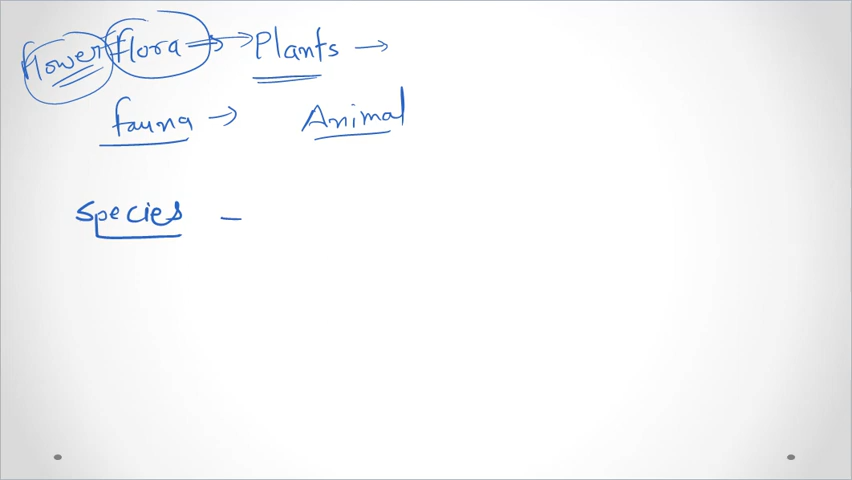 flower flora → → Plants →
fauna → Animal
Species –